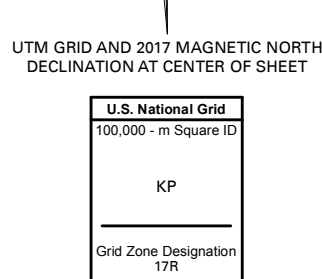 UTM GRID AND 2017 MAGNETIC NORTH
DECLINATION AT CENTER OF SHEET
U.S. National Grid
100,000 - m Square ID
KP
Grid Zone Designation
17R